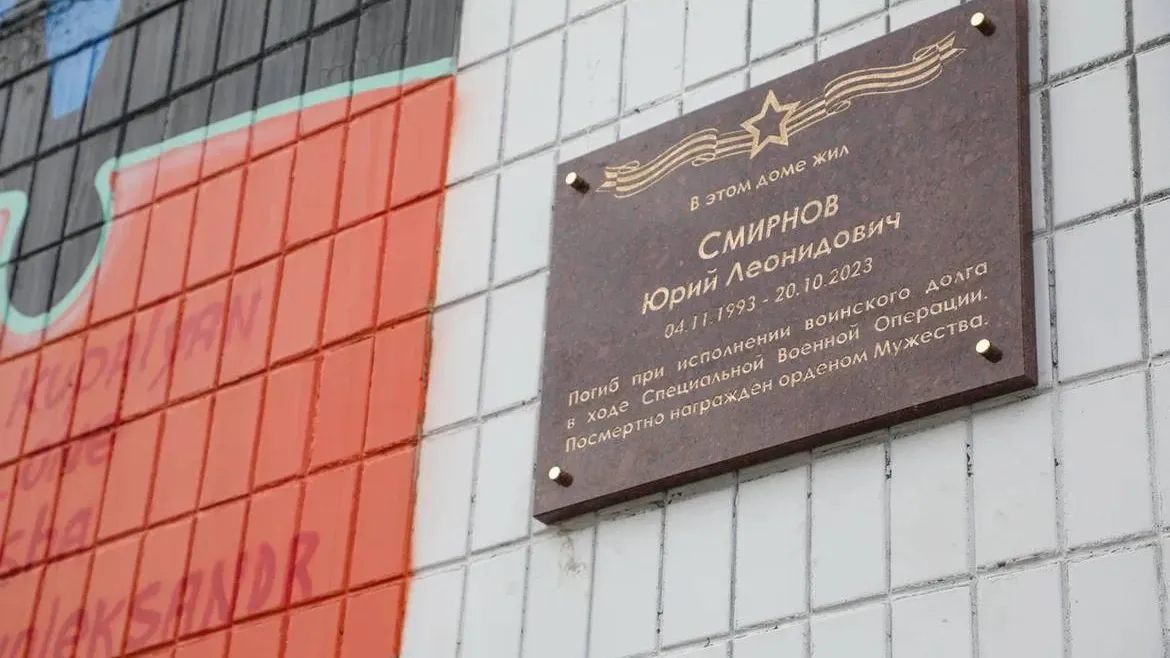 В этом доме жил
Смирнов
Юрий Леонидович
04.11.1993 - 20.10.2023
Погиб при исполнении воинского долга
в ходе Специальной Военной Операции.
Посмертно награжден орденом Мужества.